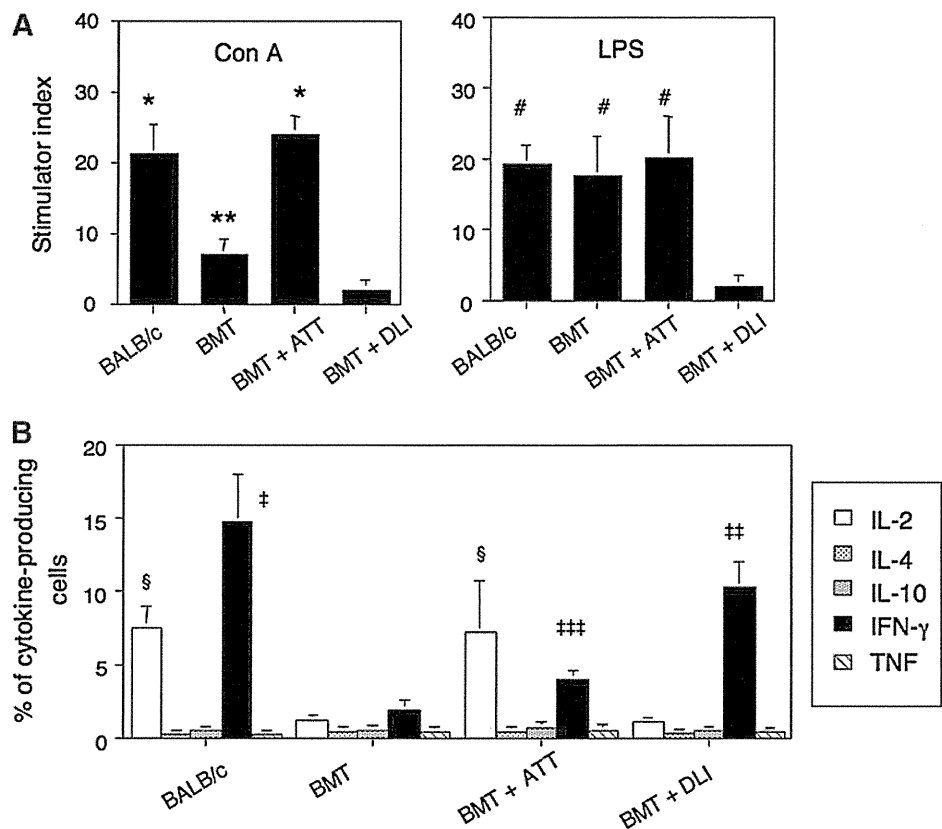 A
Con A
LPS
Stimulator index
40
30
20
10
0
*
**
*
BALB/c
BMT
BMT + ATT
BMT + DLI
40
30
20
10
0
#
#
#
BALB/c
BMT
BMT + ATT
BMT + DLI
B
% of cytokine-producing
cells
20
15
10
5
0
§
‡
§
‡‡‡
‡‡
BALB/c
BMT
BMT + ATT
BMT + DLI
IL-2
IL-4
IL-10
IFN-γ
TNF